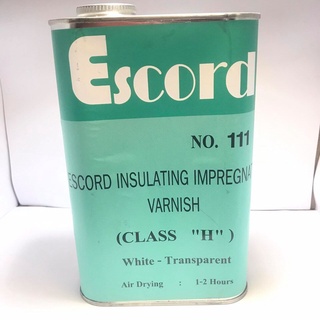 Escord
NO. 111
ESCORD INSULATING IMPREGNA
VARNISH
(CLASS "H")
White - Transparent
Air Drying : 1-2 Hours